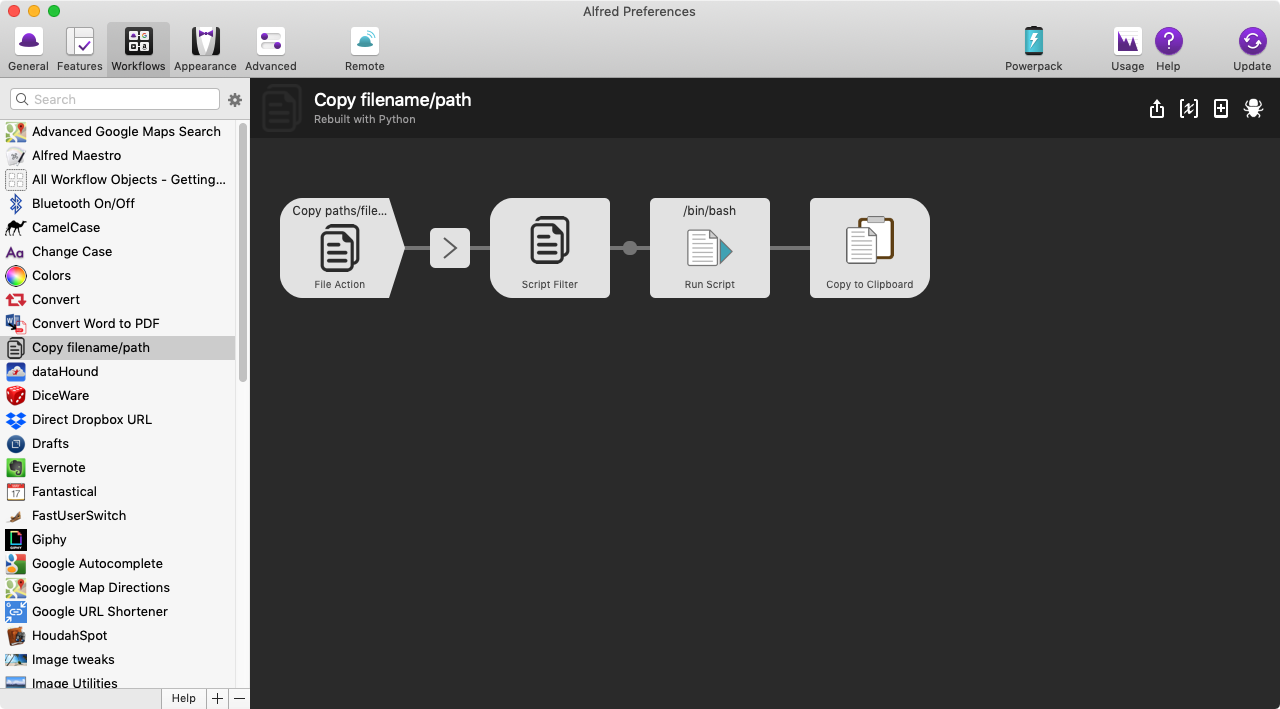 Alfred Preferences
General
Features
Workflows
Appearance
Advanced
Remote
Powerpack
Usage
Help
Update
Search
Copy filename/path
Rebuilt with Python
Advanced Google Maps Search
Alfred Maestro
All Workflow Objects - Getting...
Bluetooth On/Off
CamelCase
Change Case
Colors
Convert
Convert Word to PDF
Copy filename/path
dataHound
DiceWare
Direct Dropbox URL
Drafts
Evernote
Fantastical
FastUserSwitch
Giphy
Google Autocomplete
Google Map Directions
Google URL Shortener
HoudahSpot
Image tweaks
Image Utilities
Help
Copy paths/file...
File Action
Script Filter
/bin/bash
Run Script
Copy to Clipboard